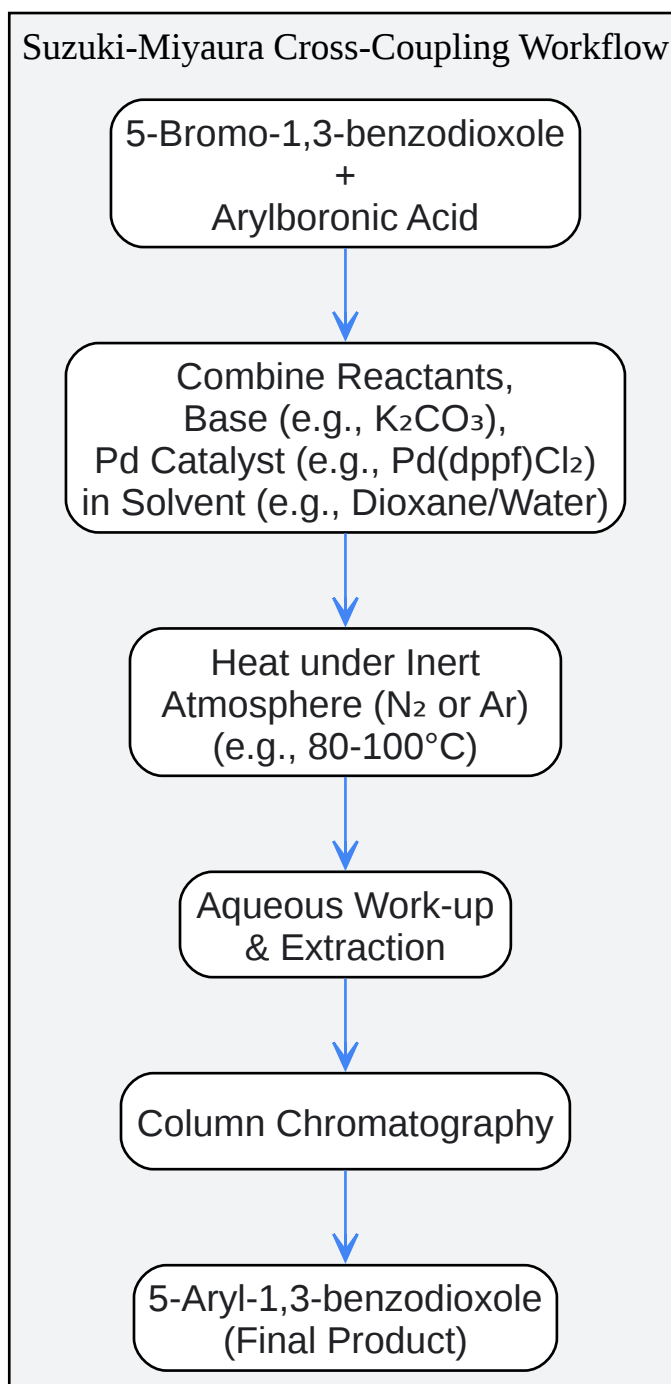 Suzuki-Miyaura Cross-Coupling Workflow
5-Bromo-1,3-benzodioxole
+
Arylboronic Acid
Combine Reactants,
Base (e.g., K₂CO₃),
Pd Catalyst (e.g., Pd(dppf)Cl₂)
in Solvent (e.g., Dioxane/Water)
Heat under Inert
Atmosphere (N₂ or Ar)
(e.g., 80-100°C)
Aqueous Work-up
& Extraction
Column Chromatography
5-Aryl-1,3-benzodioxole
(Final Product)